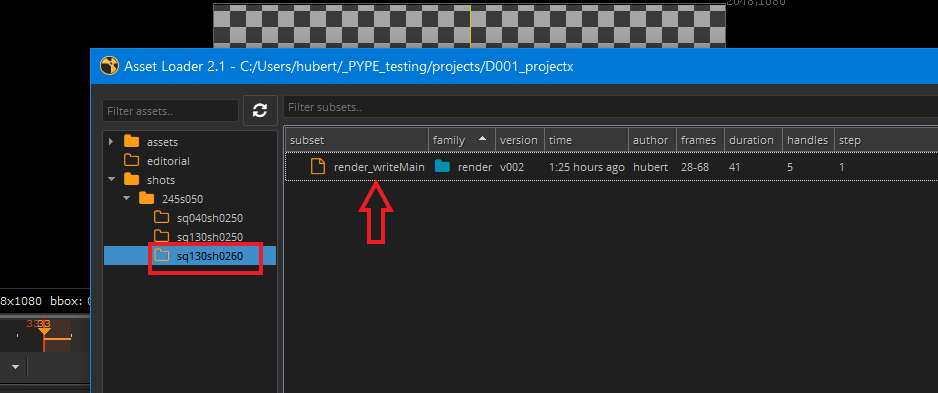 2048,1080
Asset Loader 2.1 - C:/Users/hubert/_PYPE_testing/projects/D001_projectx
Filter assets..
Filter subsets..
assets
editorial
shots
245s050
sq040sh0250
sq130sh0250
sq130sh0260
subset family version time author frames duration handles step
render_writeMain render v002 1:25 hours ago hubert 28-68 41 5 1
8x1080 bbox: 0
33